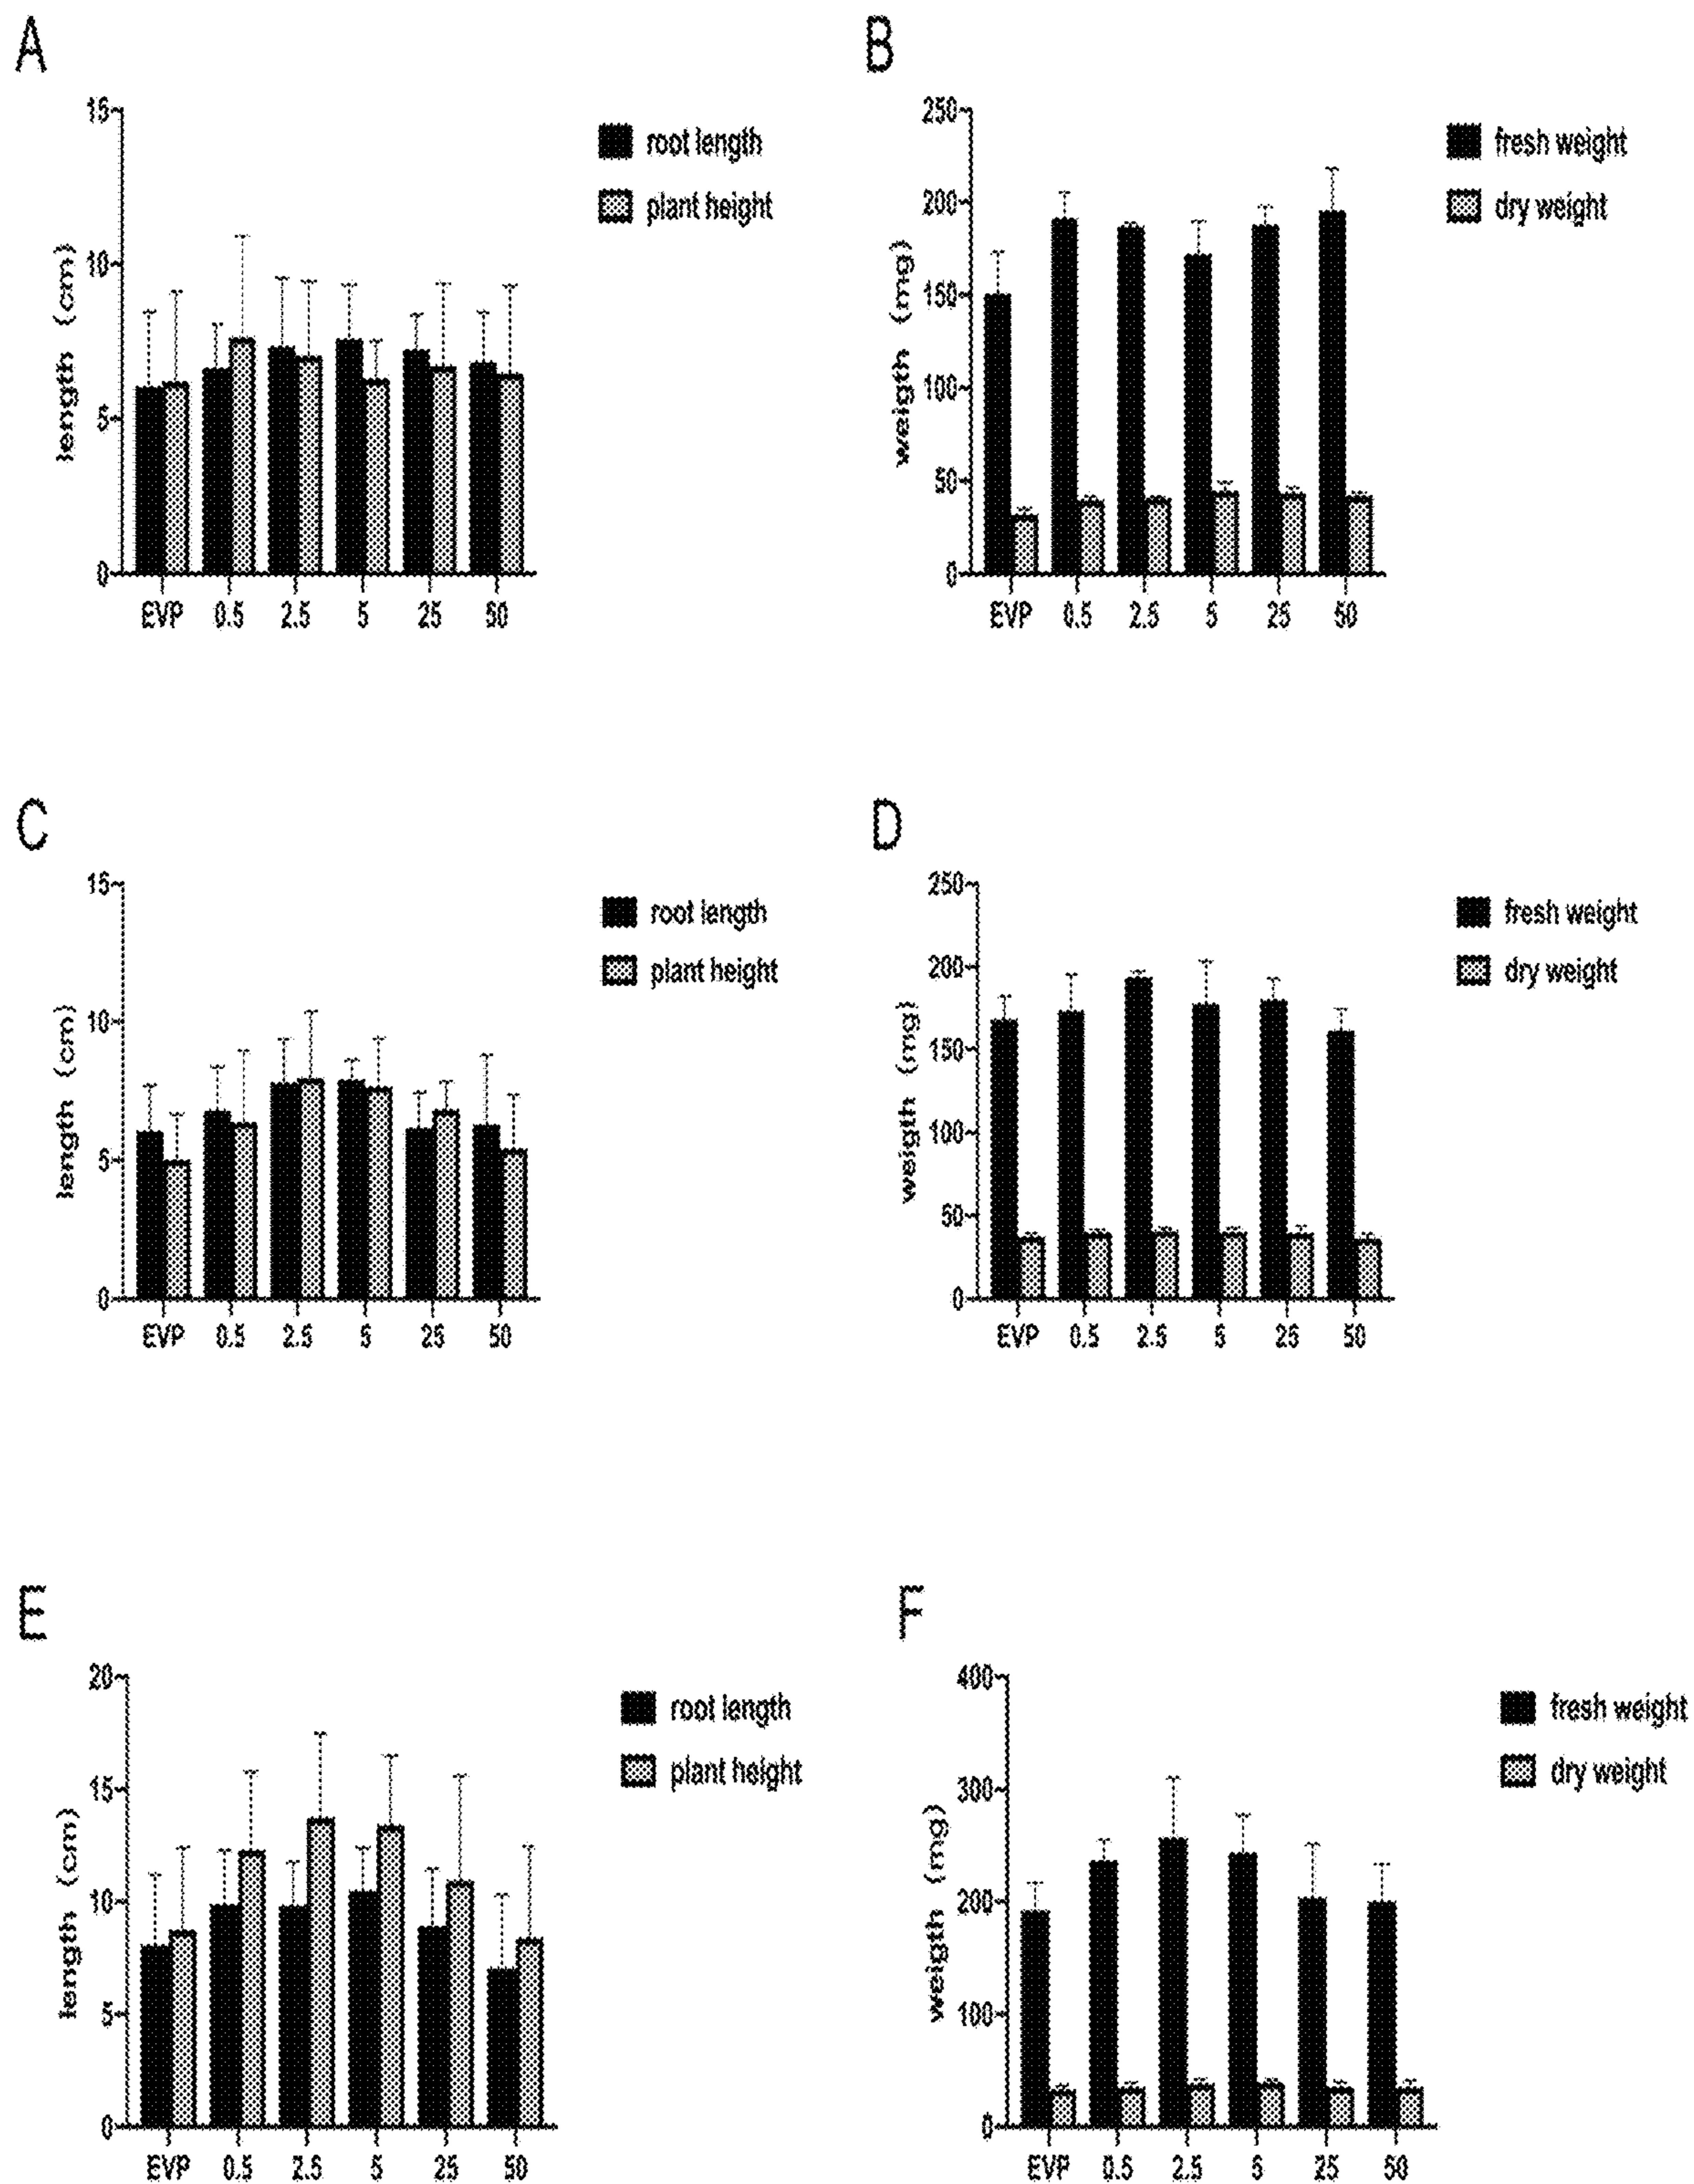 A
15
10
5
0
length (cm)
root length
plant height
EVP 0.5 2.5 5 25 50
B
250
200
150
100
50
0
weigth (mg)
fresh weight
dry weight
EVP 0.5 2.5 5 25 50
C
15
10
5
0
length (cm)
root length
plant height
EVP 0.5 2.5 5 25 50
D
250
200
150
100
50
0
weigth (mg)
fresh weight
dry weight
EVP 0.5 2.5 5 25 50
E
20
15
10
5
0
length (cm)
root length
plant height
EVP 0.5 2.5 5 25 50
F
400
300
200
100
0
weigth (mg)
fresh weight
dry weight
EVP 0.5 2.5 5 25 50